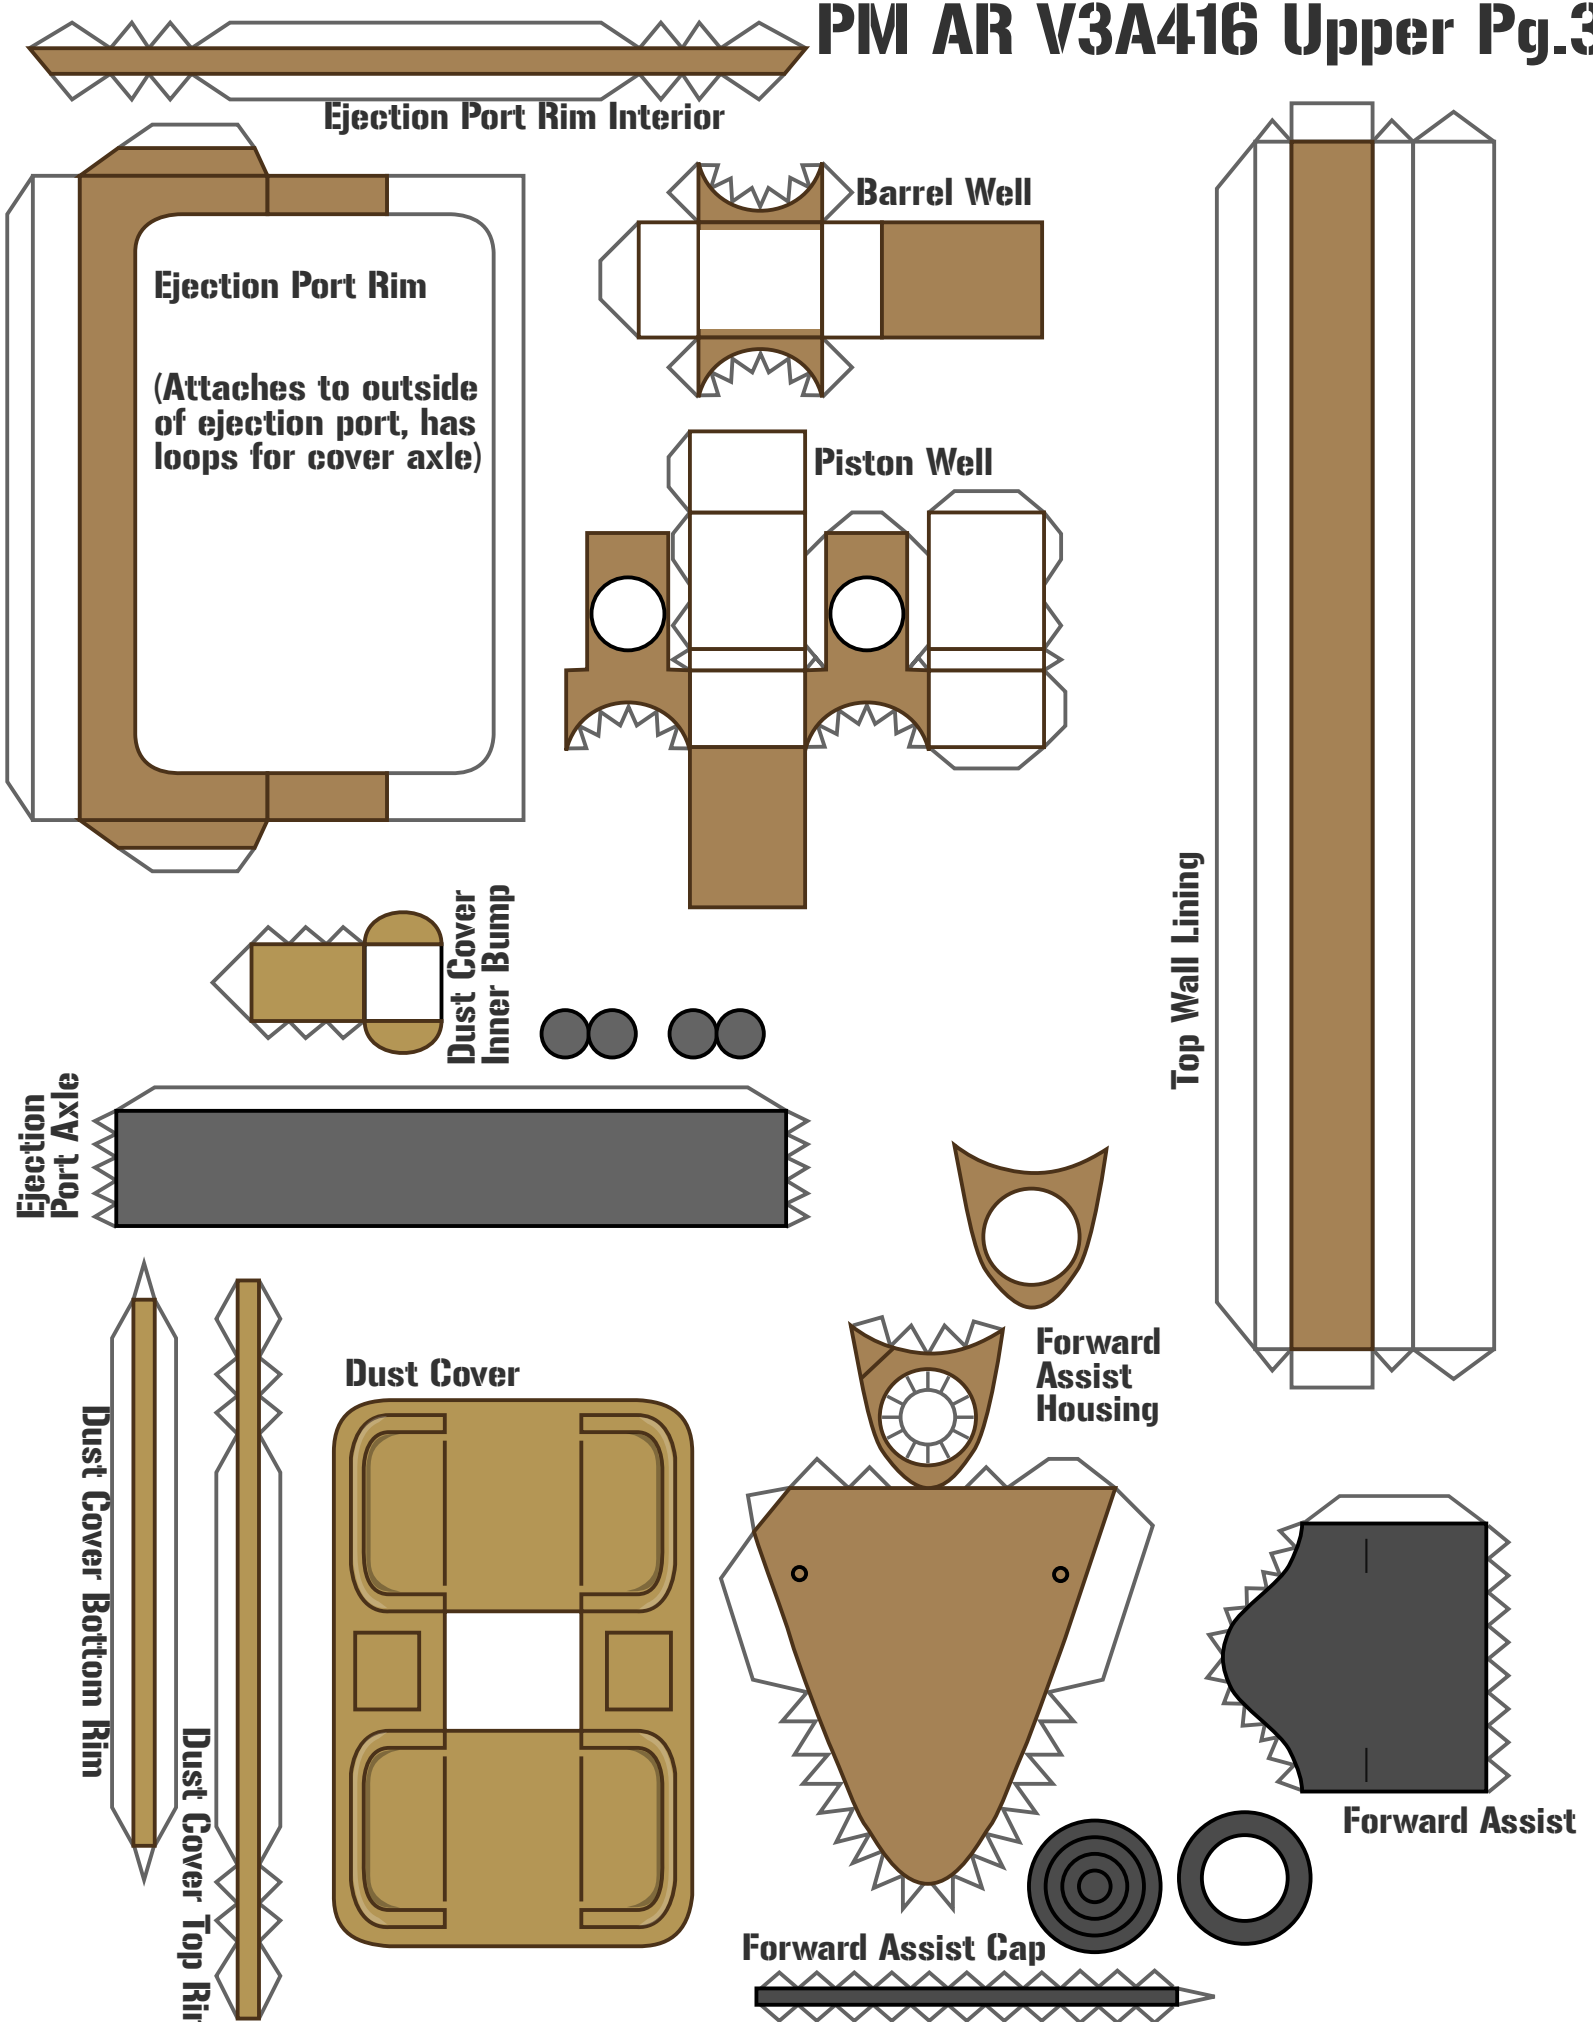 PM AR V3A416 Upper Pg.3
Ejection Port Rim Interior
Barrel Well
Ejection Port Rim
(Attaches to outside
of ejection port, has
loops for cover axle)
Piston Well
Top Wall Lining
Dust Cover
Inner Bump
Ejection
Port Axle
Forward
Assist
Housing
Dust Cover
Dust Cover Bottom Rim
Dust Cover Top Rim
Forward Assist
Forward Assist Cap